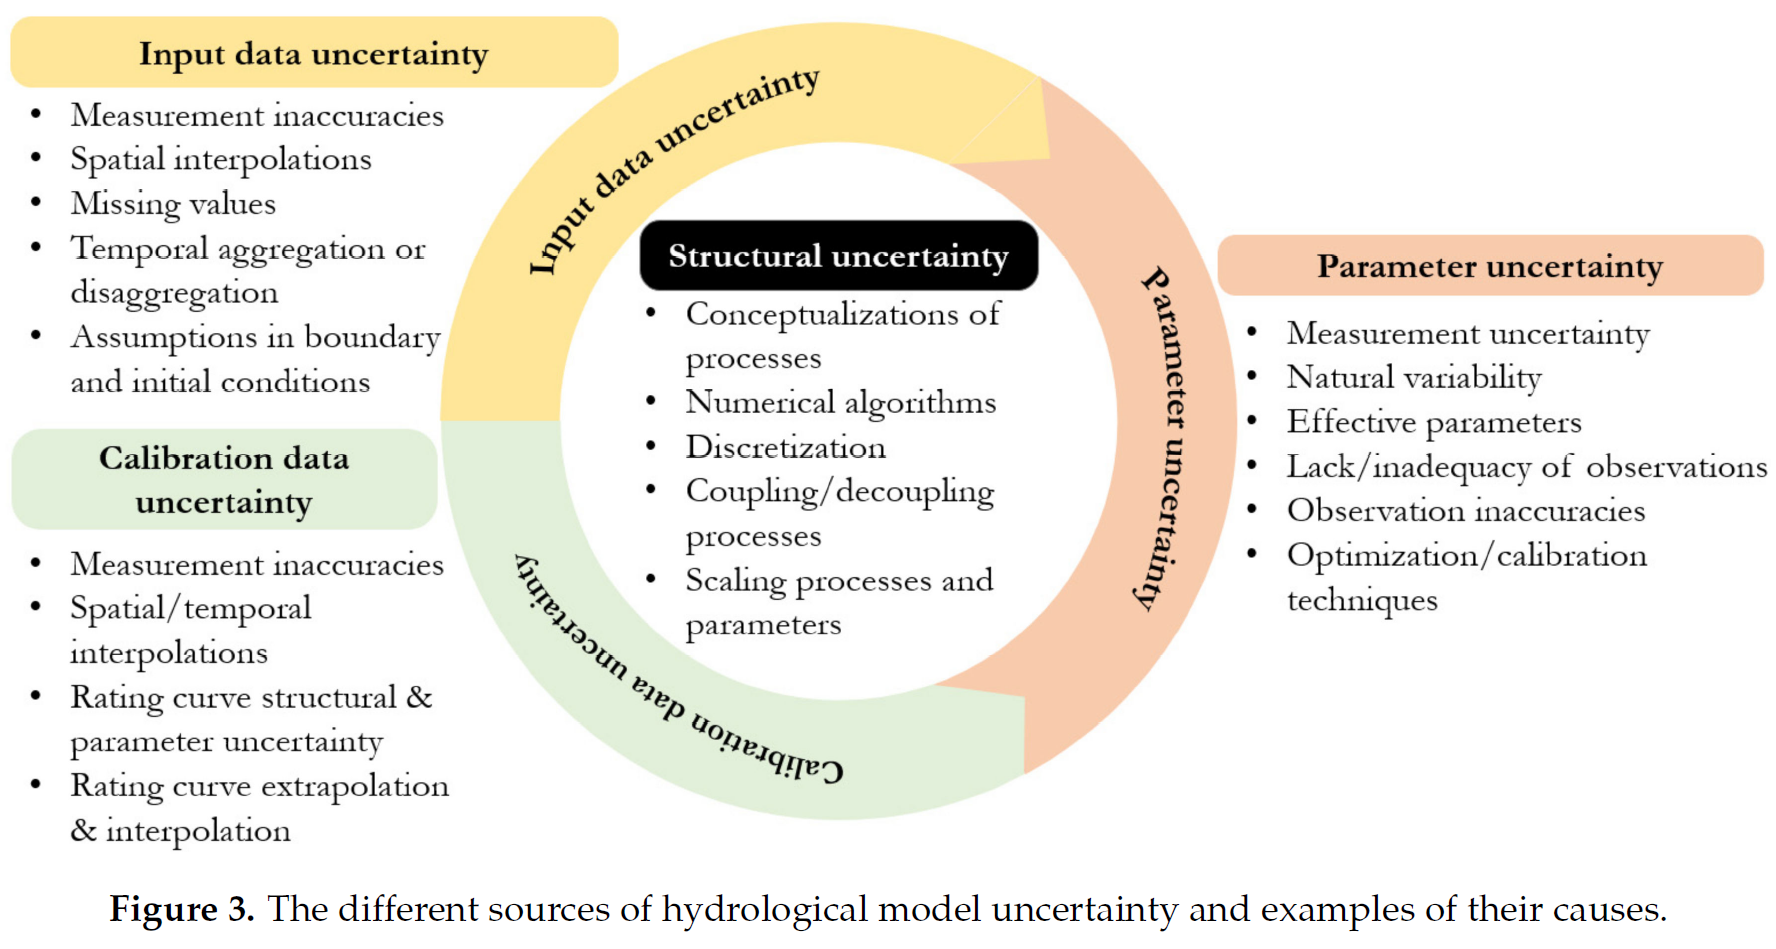 Input data uncertainty
• Measurement inaccuracies
• Spatial interpolations
• Missing values
• Temporal aggregation or
disaggregation
• Assumptions in boundary
and initial conditions
Calibration data
uncertainty
• Measurement inaccuracies
• Spatial/temporal
interpolations
• Rating curve structural &
parameter uncertainty
• Rating curve extrapolation
& interpolation
Input data uncertainty
Parameter uncertainty
Calibration data uncertainty
Structural uncertainty
• Conceptualizations of
processes
• Numerical algorithms
• Discretization
• Coupling/decoupling
processes
• Scaling processes and
parameters
Parameter uncertainty
• Measurement uncertainty
• Natural variability
• Effective parameters
• Lack/inadequacy of observations
• Observation inaccuracies
• Optimization/calibration
techniques
Figure 3. The different sources of hydrological model uncertainty and examples of their causes.